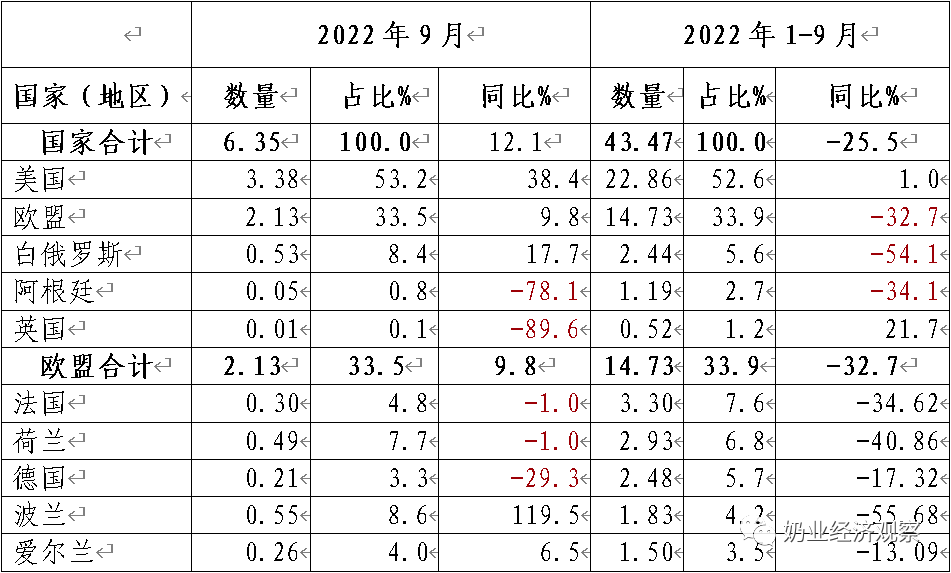 2022年9月 2022年1-9月
国家（地区） 数量 占比% 同比% 数量 占比% 同比%
国家合计 6.35 100.0 12.1 43.47 100.0 -25.5
美国 3.38 53.2 38.4 22.86 52.6 1.0
欧盟 2.13 33.5 9.8 14.73 33.9 -32.7
白俄罗斯 0.53 8.4 17.7 2.44 5.6 -54.1
阿根廷 0.05 0.8 -78.1 1.19 2.7 -34.1
英国 0.01 0.1 -89.6 0.52 1.2 21.7
欧盟合计 2.13 33.5 9.8 14.73 33.9 -32.7
法国 0.30 4.8 -1.0 3.30 7.6 -34.62
荷兰 0.49 7.7 -1.0 2.93 6.8 -40.86
德国 0.21 3.3 -29.3 2.48 5.7 -17.32
波兰 0.55 8.6 119.5 1.83 4.2 -55.68
奶业经济观察
爱尔兰 0.26 4.0 6.5 1.50 3.5 -13.09